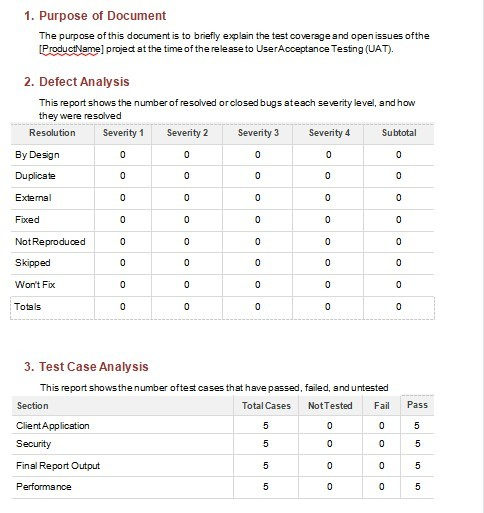 1. Purpose of Document
The purpose of this document is to briefly explain the test coverage and open issues of the
[ProductName] project at the time of the release to User Acceptance Testing (UAT).
2. Defect Analysis
This report shows the number of resolved or closed bugs at each severity level, and how
they were resolved
Resolution Severity 1 Severity 2 Severity 3 Severity 4 Subtotal
By Design 0 0 0 0 0
Duplicate 0 0 0 0 0
External 0 0 0 0 0
Fixed 0 0 0 0 0
Not Reproduced 0 0 0 0 0
Skipped 0 0 0 0 0
Won't Fix 0 0 0 0 0
Totals 0 0 0 0 0
3. Test Case Analysis
This report shows the number of test cases that have passed, failed, and untested
Section Total Cases Not Tested Fail Pass
Client Application 5 0 0 5
Security 5 0 0 5
Final Report Output 5 0 0 5
Performance 5 0 0 5